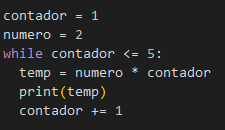 contador = 1
numero = 2
while contador <= 5:
  temp = numero * contador
  print(temp)
  contador += 1